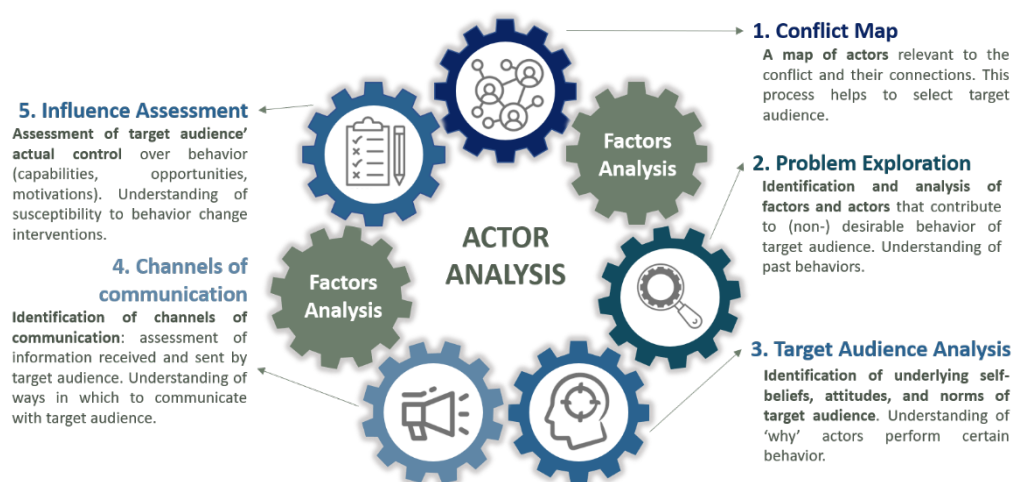 1. Conflict Map
A map of actors relevant to the
conflict and their connections. This
process helps to select target
audience.
Factors
Analysis
2. Problem Exploration
Identification and analysis of
factors and actors that contribute
to (non-) desirable behavior of
target audience. Understanding of
past behaviors.
3. Target Audience Analysis
Identification of underlying self-
beliefs, attitudes, and norms of
target audience. Understanding of
‘why’ actors perform certain
behavior.
ACTOR
ANALYSIS
4. Channels of
communication
Identification of channels of
communication: assessment of
information received and sent by
target audience. Understanding of
ways in which to communicate
with target audience.
Factors
Analysis
5. Influence Assessment
Assessment of target audience’
actual control over behavior
(capabilities, opportunities,
motivations). Understanding of
susceptibility to behavior change
interventions.